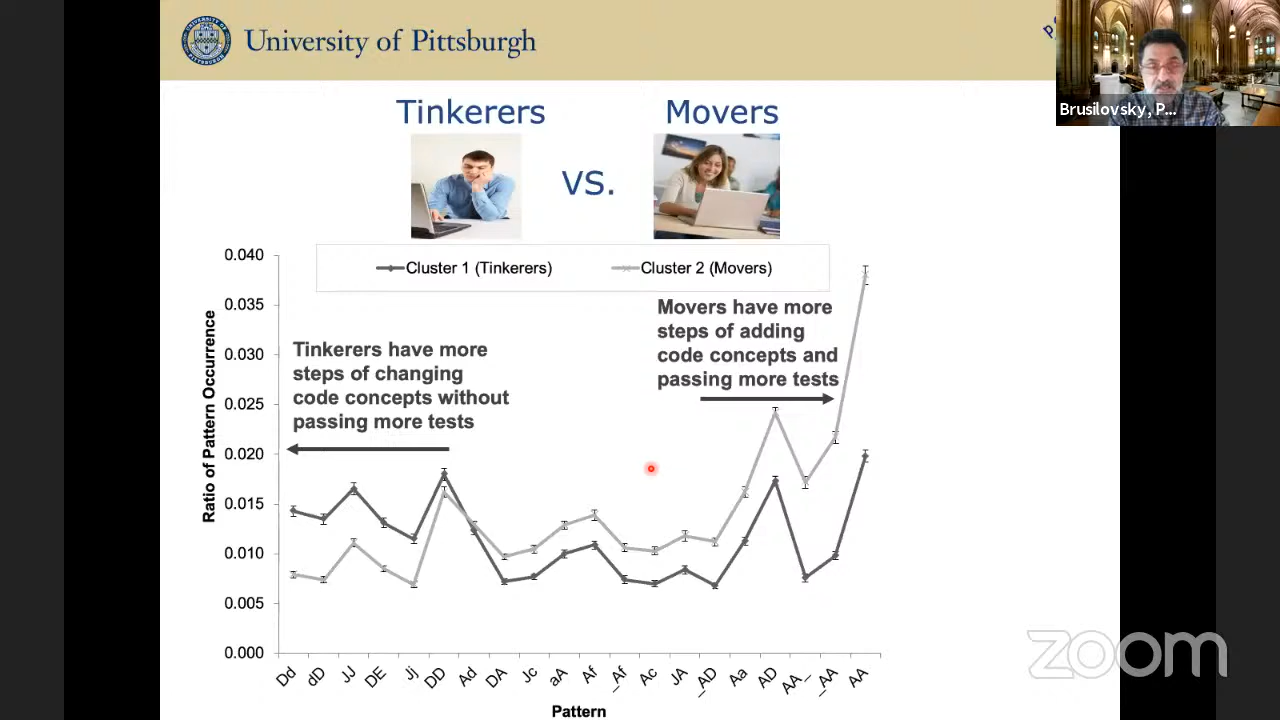 University of Pittsburgh
Brusilovsky, P...
Tinkerers
Movers
vs.
Cluster 1 (Tinkerers)
Cluster 2 (Movers)
Movers have more
steps of adding
code concepts and
passing more tests
Tinkerers have more
steps of changing
code concepts without
passing more tests
Ratio of Pattern Occurrence
0.040
0.035
0.030
0.025
0.020
0.015
0.010
0.005
0.000
Dd dD JJ DE Jj DD Ad DA Jc aA Af _Af Ac JA _AD Aa AD AA_ _AA AA
Pattern
zoom